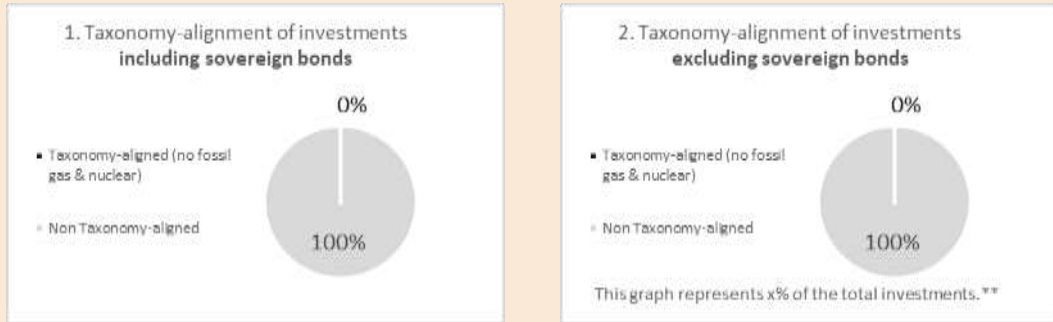 1. Taxonomy-alignment of investments
including sovereign bonds
0%
Taxonomy-aligned (no fossil
gas & nuclear)
Non Taxonomy-aligned
100%
2. Taxonomy-alignment of investments
excluding sovereign bonds
0%
Taxonomy-aligned (no fossil
gas & nuclear)
Non Taxonomy-aligned
100%
This graph represents x% of the total investments.**